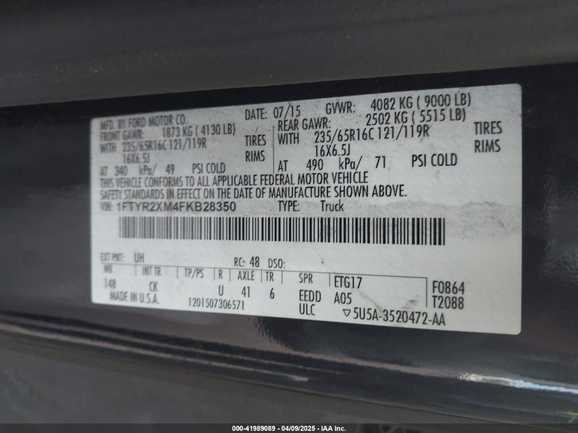 MFD. BY FORD MOTOR CO.
DATE: 07/15 GVWR: 4082 KG ( 9000 LB)
FRONT GAWR: 1873 KG ( 4130 LB) REAR GAWR: 2502 KG ( 5515 LB)
WITH 235/65R16C 121/119R TIRES WITH 235/65R16C 121/119R TIRES
16X6.5J RIMS 16X6.5J RIMS
AT 340 kPa/ 49 PSI COLD AT 490 kPa/ 71 PSI COLD
THIS VEHICLE CONFORMS TO ALL APPLICABLE FEDERAL MOTOR VEHICLE
SAFETY STANDARDS IN EFFECT ON THE DATE OF MANUFACTURE SHOWN ABOVE.
VIN: 1FTYR2XM4FKB28350 TYPE: Truck
EXT PNT: UH RC: 48 DSO:
WB INT TR TP/PS R AXLE TR SPR ETG17 F0864
148 CK U 41 6 EEDD A05 T2088
MADE IN U.S.A. 1201507306571 ULC ▽5U5A-3520472-AA
000-41989089 - 04/09/2025 - IAA Inc.